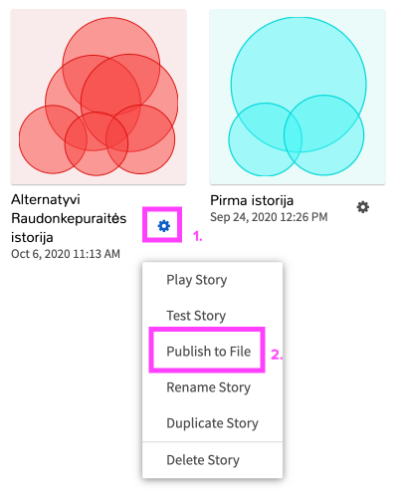 Alternatyvi
Raudonkepuraitės
istorija
Oct 6, 2020 11:13 AM
1.
Pirma istorija
Sep 24, 2020 12:26 PM
Play Story
Test Story
Publish to File
2.
Rename Story
Duplicate Story
Delete Story